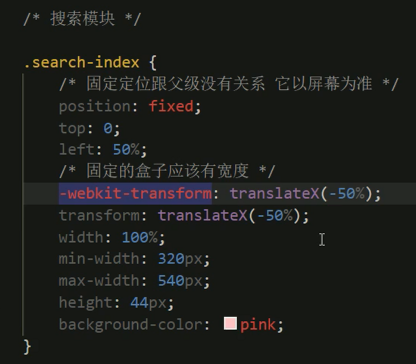 /* 搜索模块 */
.search-index {
/* 固定定位跟父级没有关系 它以屏幕为准 */
position: fixed;
top: 0;
left: 50%;
/* 固定的盒子应该有宽度 */
-webkit-transform: translateX(-50%);
transform: translateX(-50%);
width: 100%;
min-width: 320px;
max-width: 540px;
height: 44px;
background-color: pink;
}